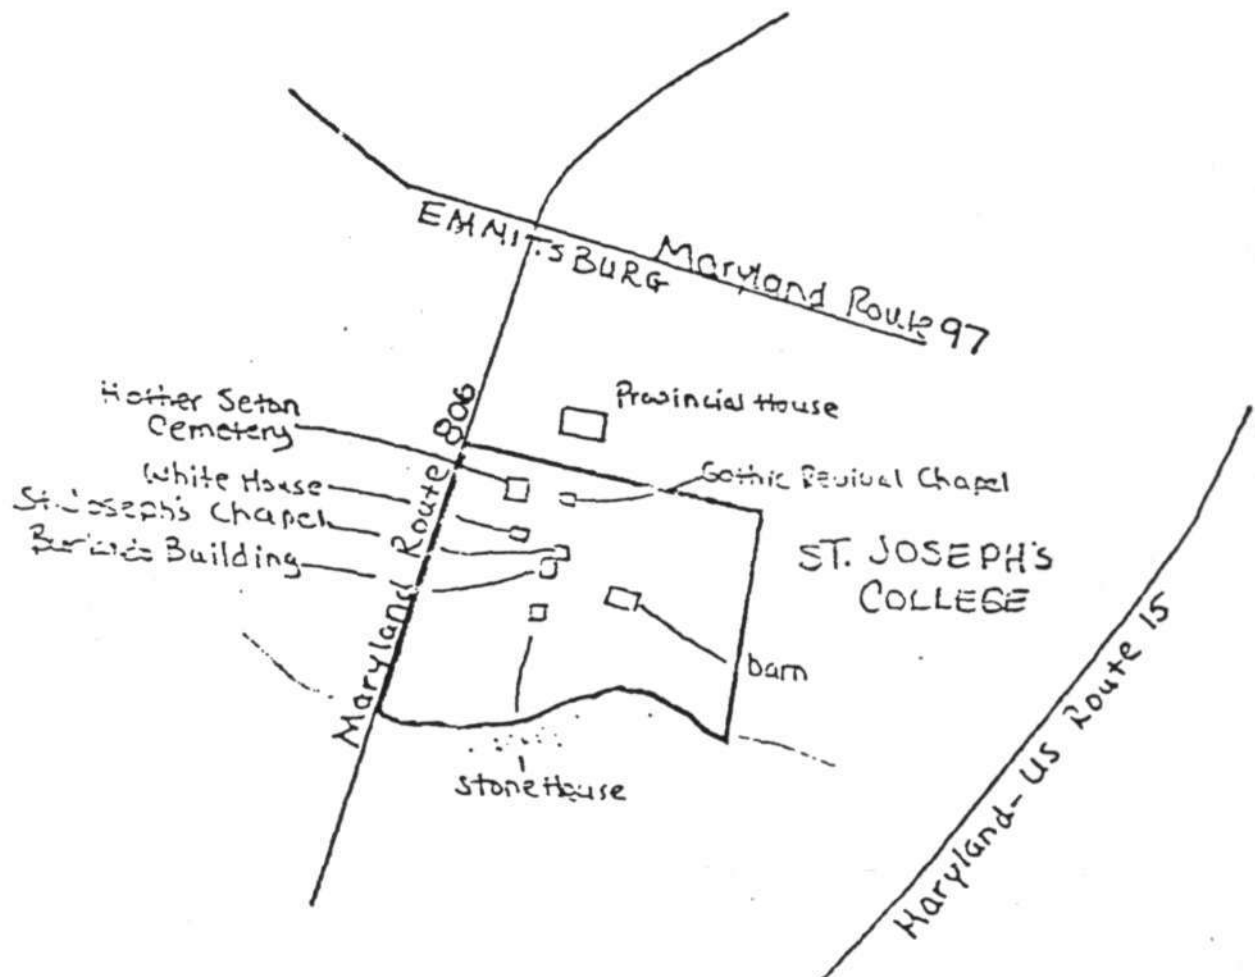 EMMITSBURG
Maryland Route 97
Mother Seton
Cemetery
Provincial House
Maryland Route 806
White House
Gothic Revival Chapel
St. Joseph's Chapel
Building
ST. JOSEPH'S
COLLEGE
barn
Stone House
Maryland-US Route 15